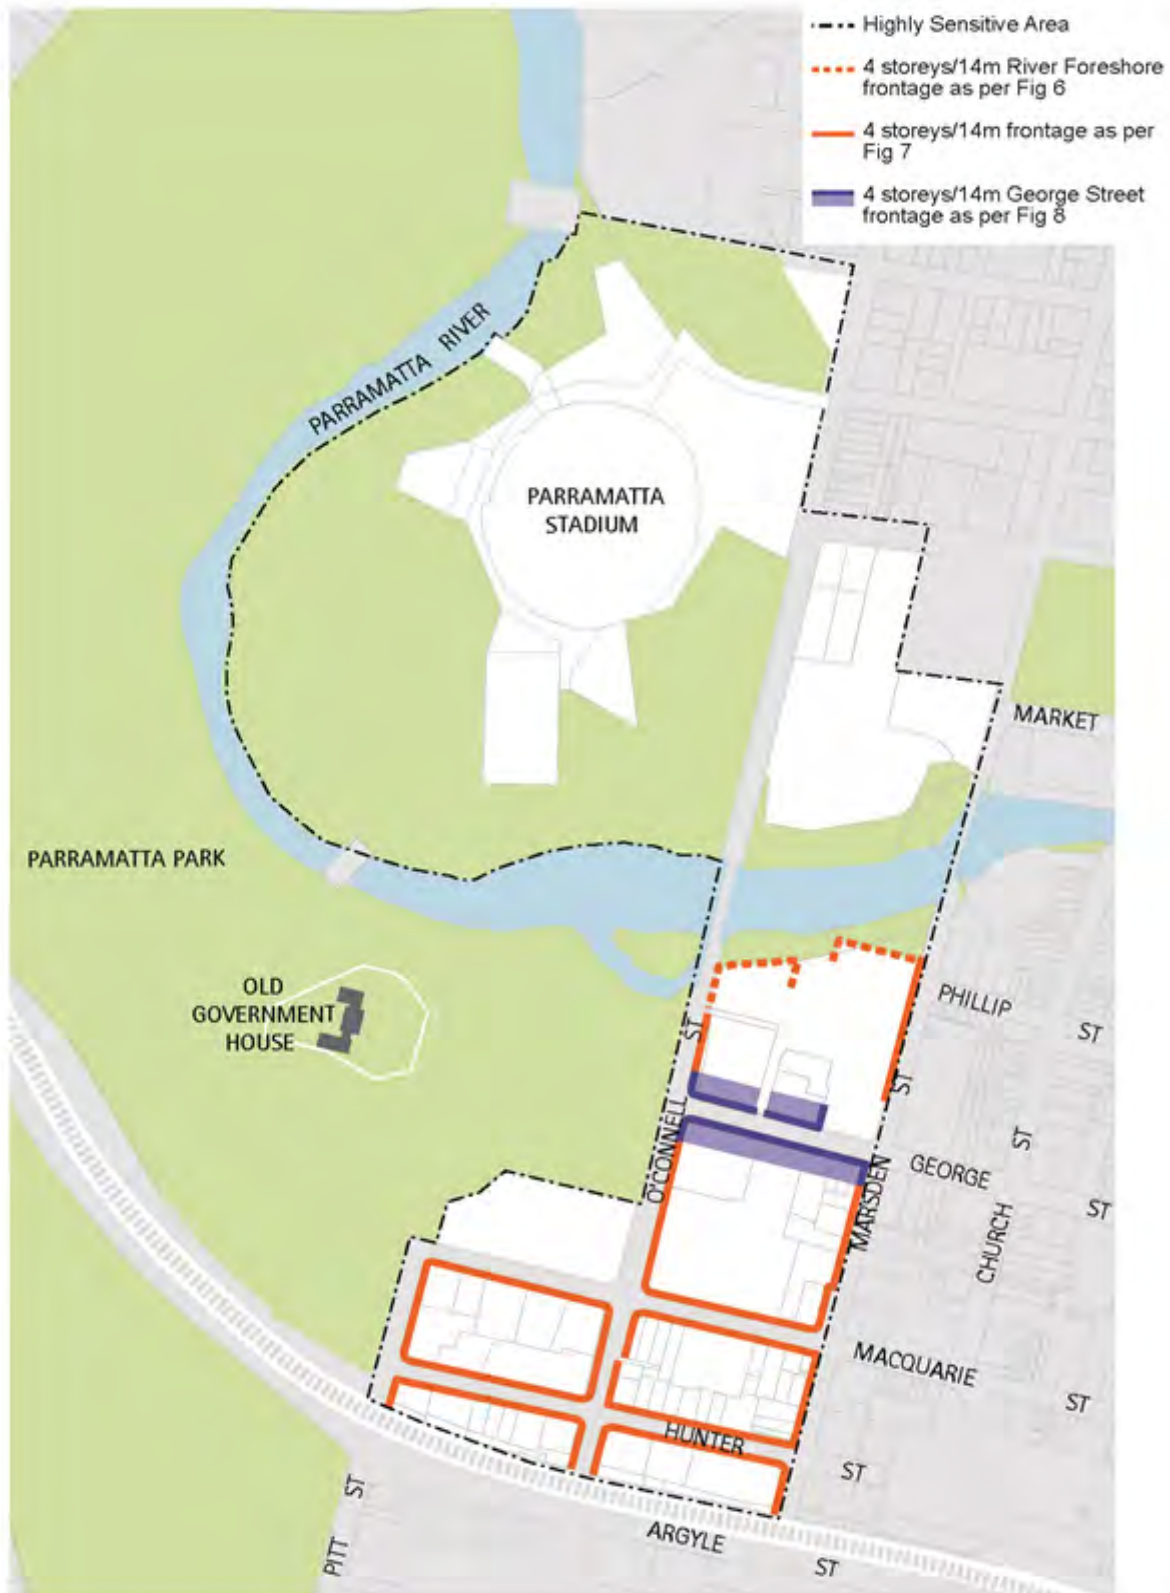 Highly Sensitive Area
4 storeys/14m River Foreshore
frontage as per Fig 6
4 storeys/14m frontage as per
Fig 7
4 storeys/14m George Street
frontage as per Fig 8
PARRAMATTA RIVER
PARRAMATTA
STADIUM
MARKET
PARRAMATTA PARK
OLD
GOVERNMENT
HOUSE
PHILLIP ST
O'CONNELL ST
MARSDEN ST
GEORGE ST
CHURCH ST
MACQUARIE ST
HUNTER ST
ARGYLE ST
PITT ST